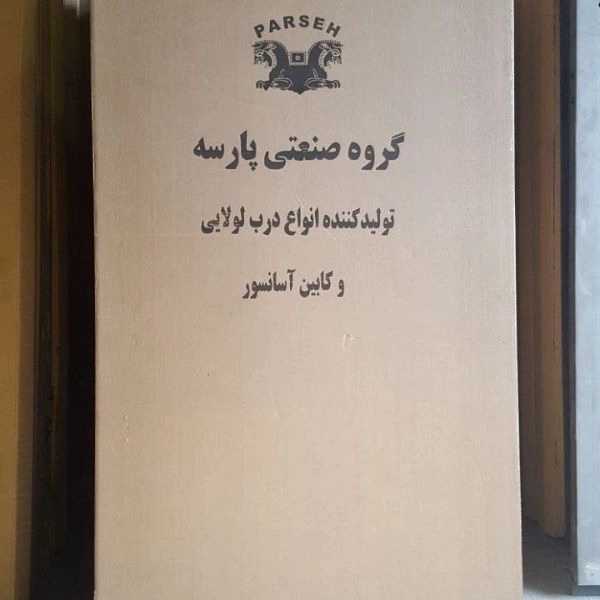 PARSEH
گروه صنعتی پارسه
تولیدکننده انواع درب لولایی
و کابین آسانسور